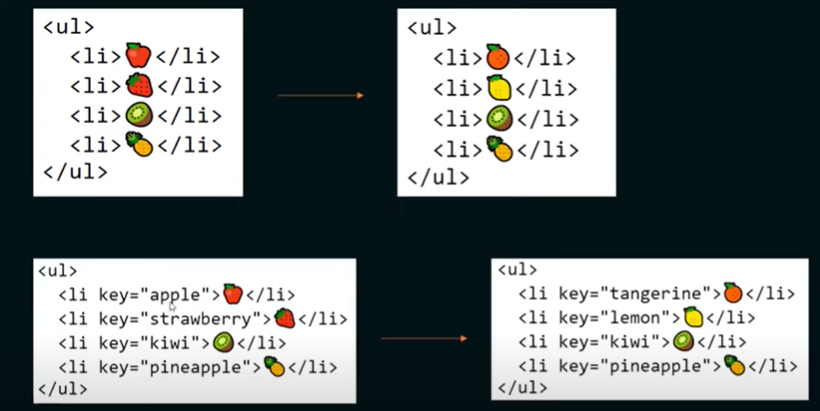 <ul>
<li>🍎</li>
<li>🍓</li>
<li>🥝</li>
<li>🍍</li>
</ul>
<ul>
<li>🍊</li>
<li>🍋</li>
<li>🥝</li>
<li>🍍</li>
</ul>
<ul>
<li key="apple">🍎</li>
<li key="strawberry">🍓</li>
<li key="kiwi">🥝</li>
<li key="pineapple">🍍</li>
</ul>
<ul>
<li key="tangerine">🍊</li>
<li key="lemon">🍋</li>
<li key="kiwi">🥝</li>
<li key="pineapple">🍍</li>
</ul>